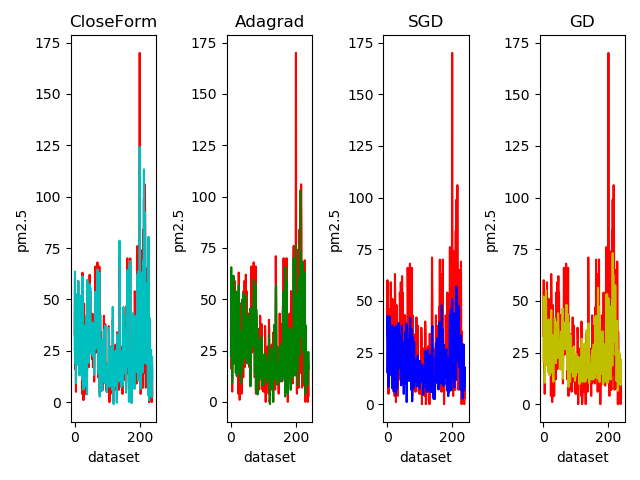 CloseForm Adagrad SGD GD
175 175 175 175
150 150 150 150
125 125 125 125
100 100 100 100
75 75 75 75
50 50 50 50
25 25 25 25
0 0 0 0
pm2.5 pm2.5 pm2.5 pm2.5
0 200 0 200 0 200 0 200
dataset dataset dataset dataset